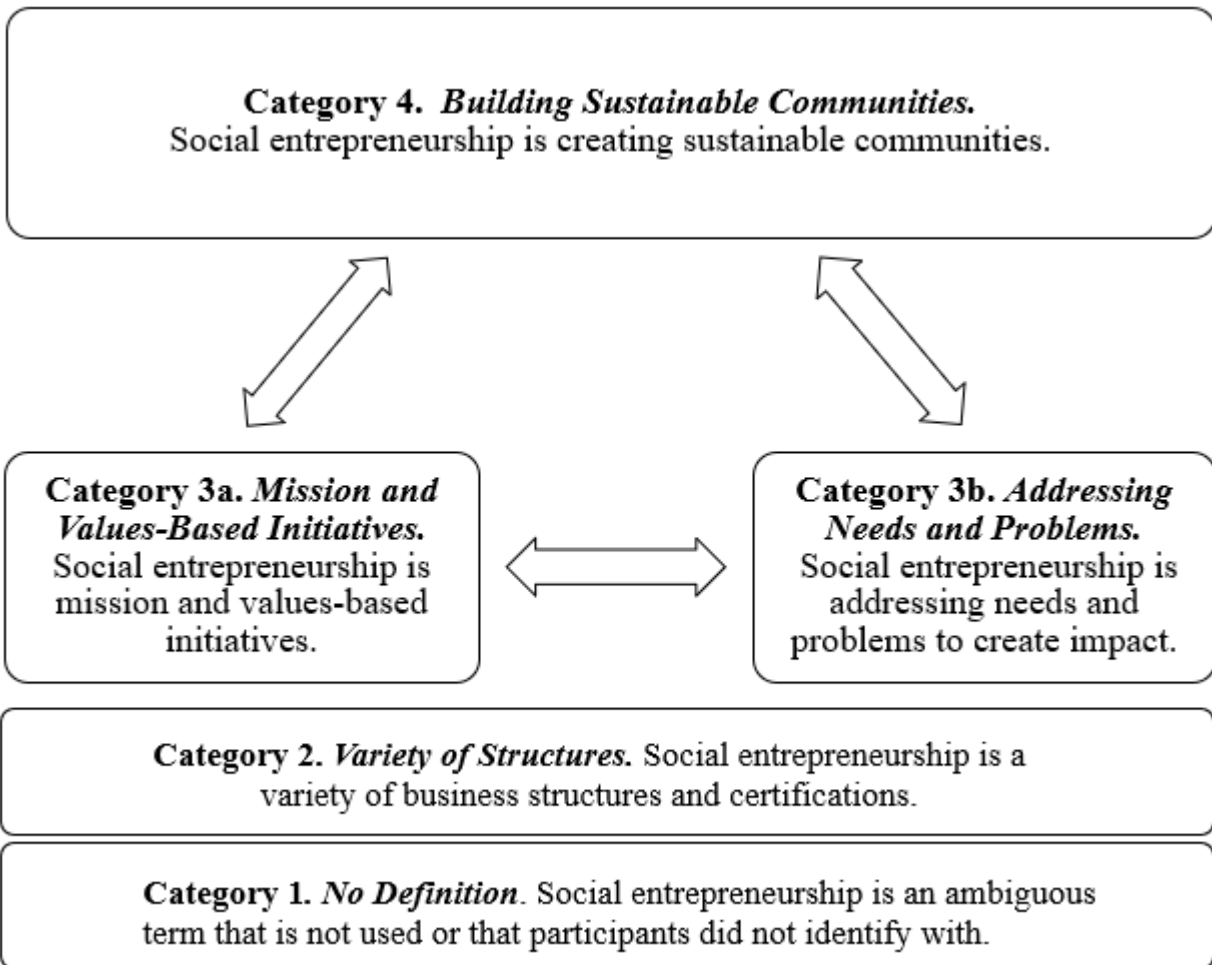 Category 4.  Building Sustainable Communities.
Social entrepreneurship is creating sustainable communities.
Category 3a. Mission and
Values-Based Initiatives.
Social entrepreneurship is
mission and values-based
initiatives.
Category 3b. Addressing
Needs and Problems.
Social entrepreneurship is
addressing needs and
problems to create impact.
Category 2. Variety of Structures. Social entrepreneurship is a
variety of business structures and certifications.
Category 1. No Definition. Social entrepreneurship is an ambiguous
term that is not used or that participants did not identify with.